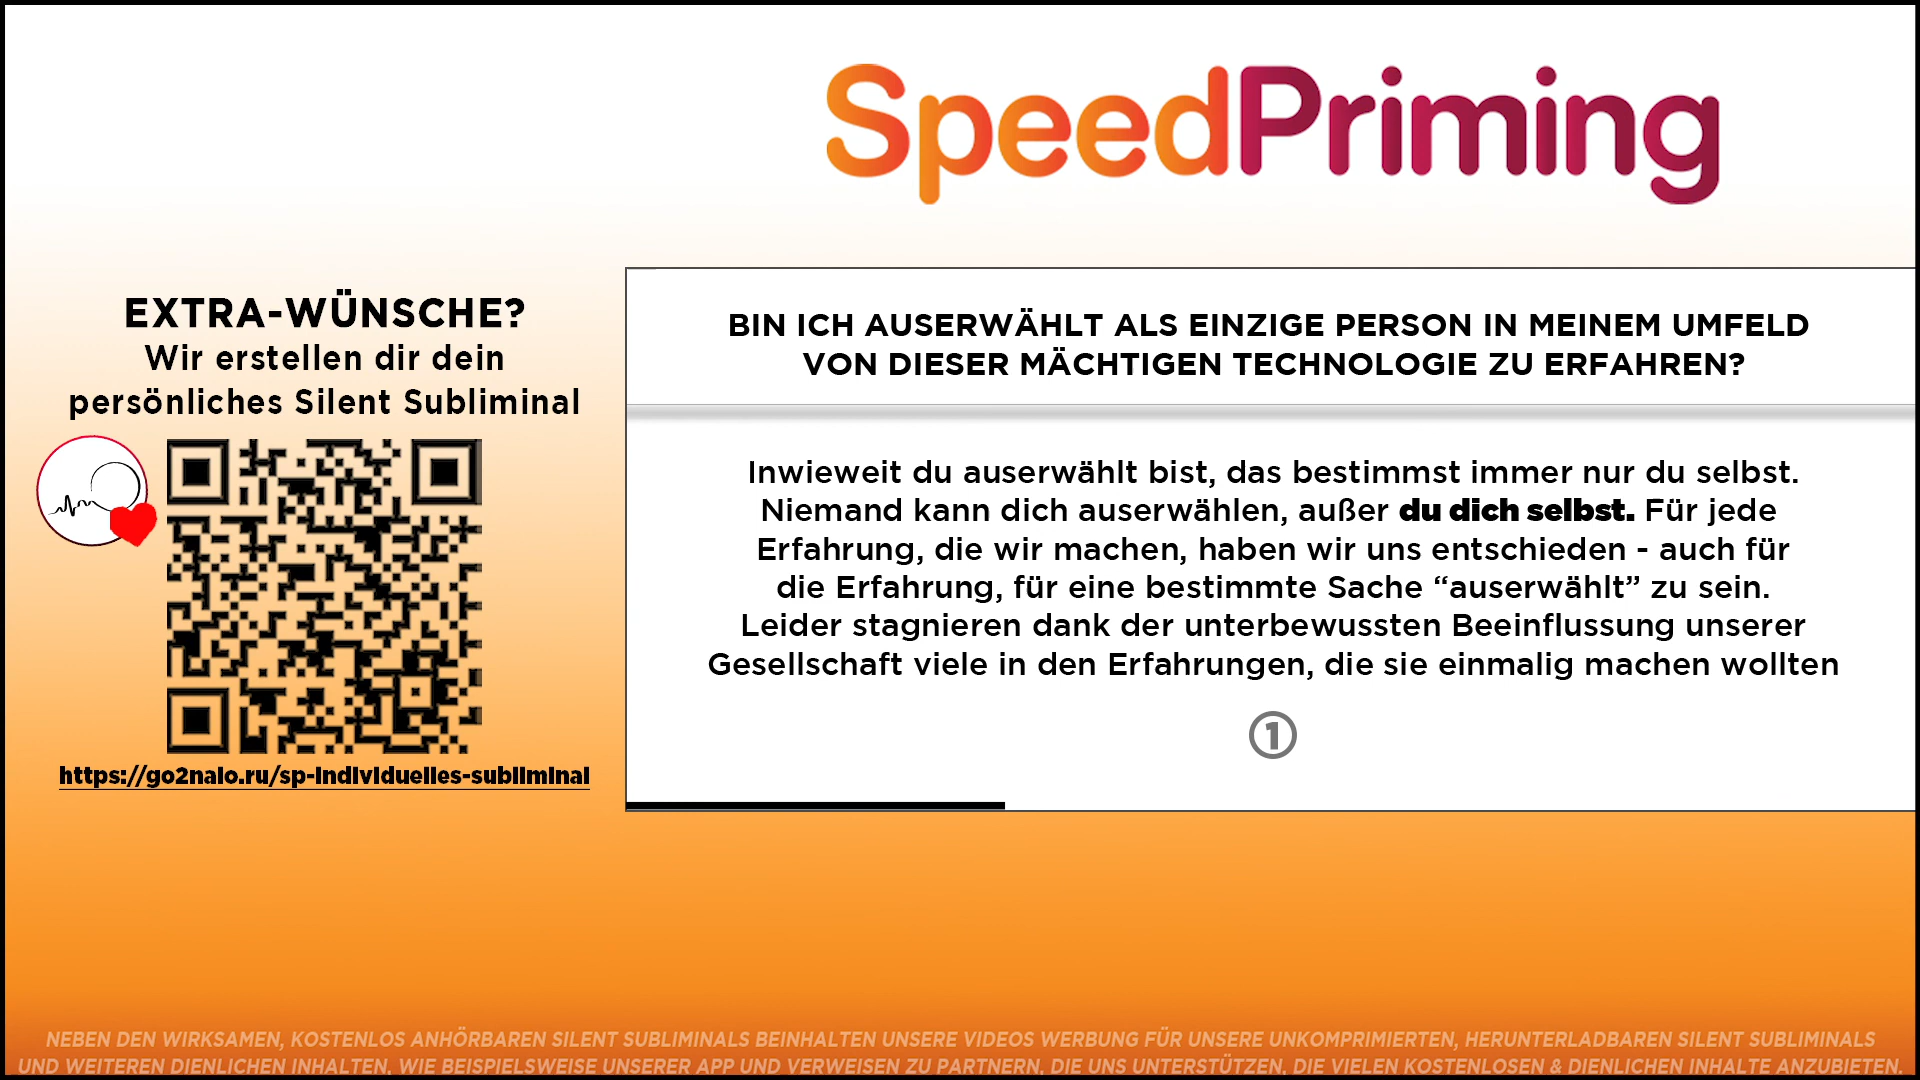 SpeedPriming
EXTRA-WÜNSCHE?
Wir erstellen dir dein
persönliches Silent Subliminal
https://go2nalo.ru/sp-individuelles-subliminal
BIN ICH AUSERWÄHLT ALS EINZIGE PERSON IN MEINEM UMFELD
VON DIESER MÄCHTIGEN TECHNOLOGIE ZU ERFAHREN?
Inwieweit du auserwählt bist, das bestimmst immer nur du selbst.
Niemand kann dich auserwählen, außer du dich selbst. Für jede
Erfahrung, die wir machen, haben wir uns entschieden - auch für
die Erfahrung, für eine bestimmte Sache “auserwählt” zu sein.
Leider stagnieren dank der unterbewussten Beeinflussung unserer
Gesellschaft viele in den Erfahrungen, die sie einmalig machen wollten
1
NEBEN DEN WIRKSAMEN, KOSTENLOS ANHÖRBAREN SILENT SUBLIMINALS BEINHALTEN UNSERE VIDEOS WERBUNG FÜR UNSERE UNKOMPRIMIERTEN, HERUNTERLADBAREN SILENT SUBLIMINALS
UND WEITEREN DIENLICHEN INHALTEN, WIE BEISPIELSWEISE UNSERER APP UND VERWEISEN ZU PARTNERN, DIE UNS UNTERSTÜTZEN, DIE VIELEN KOSTENLOSEN & DIENLICHEN INHALTE ANZUBIETEN.